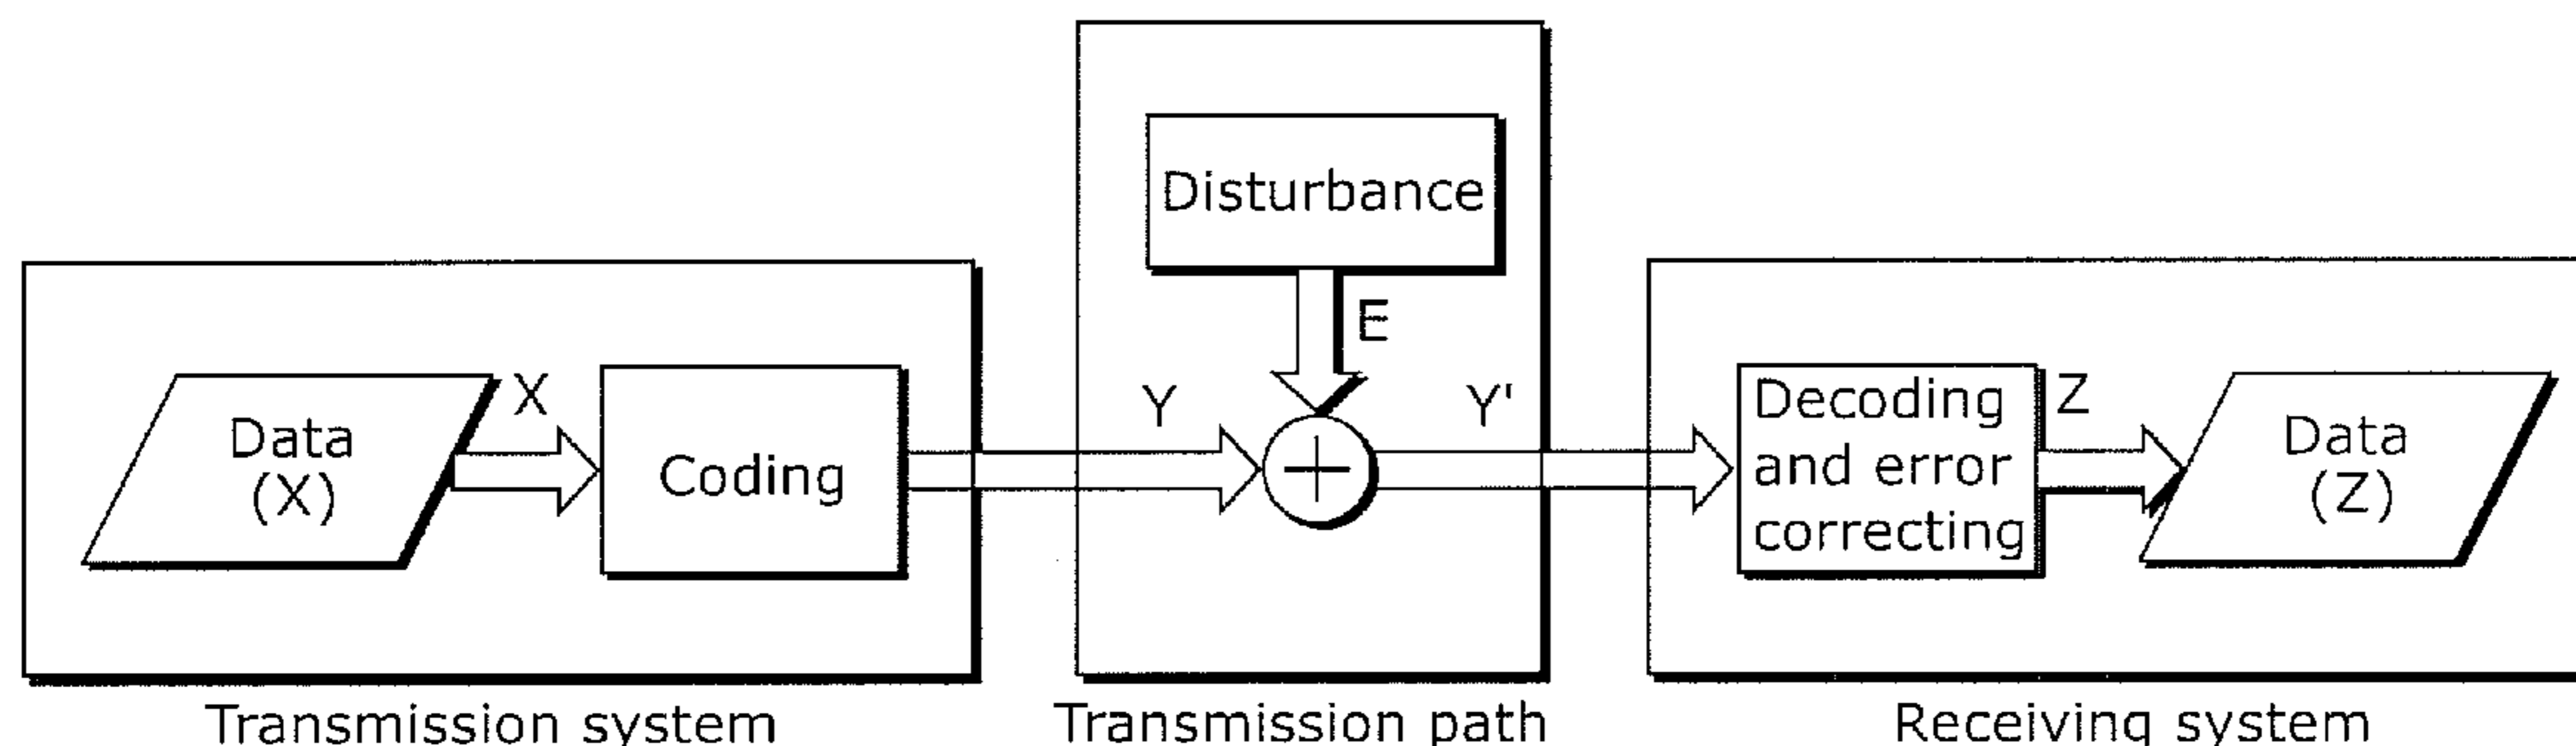 Data
(X)
X
Coding
Transmission system
Disturbance
E
Y
Y'
Transmission path
Decoding
and error
correcting
Z
Data
(Z)
Receiving system